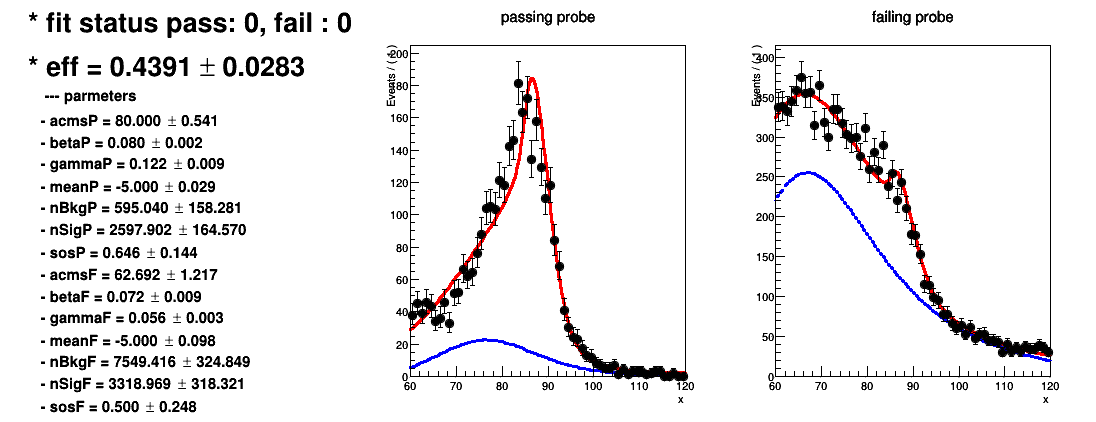 * fit status pass: 0, fail : 0
* eff = 0.4391 ± 0.0283
--- parmeters
- acmsP = 80.000 ± 0.541
- betaP = 0.080 ± 0.002
- gammaP = 0.122 ± 0.009
- meanP = -5.000 ± 0.029
- nBkgP = 595.040 ± 158.281
- nSigP = 2597.902 ± 164.570
- sosP = 0.646 ± 0.144
- acmsF = 62.692 ± 1.217
- betaF = 0.072 ± 0.009
- gammaF = 0.056 ± 0.003
- meanF = -5.000 ± 0.098
- nBkgF = 7549.416 ± 324.849
- nSigF = 3318.969 ± 318.321
- sosF = 0.500 ± 0.248
passing probe
Events / (
200
180
160
140
120
100
80
60
40
20
0
60 70 80 90 100 110 120
x
failing probe
Events / (
400
350
300
250
200
150
100
50
0
60 70 80 90 100 110 120
x